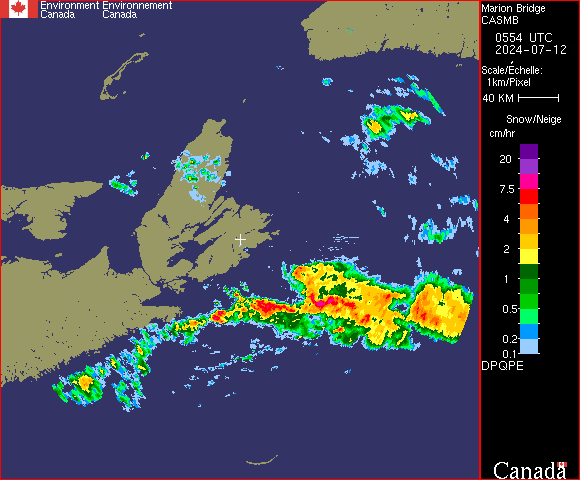 Environment Environnement
Canada Canada
Marion Bridge
CASMB
0554 UTC
2024-07-12
Scale/Échelle:
1km/Pixel
40 KM
Snow/Neige
cm/hr
20
7.5
4
2
1
0.5
0.2
0.1
DPQPE
Canada